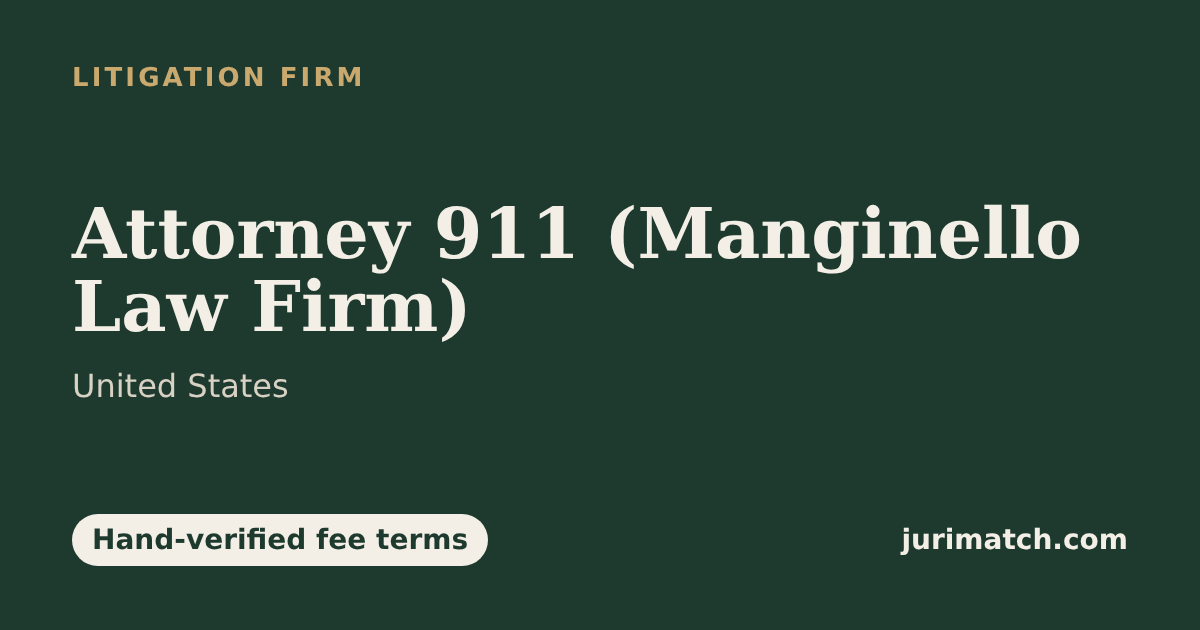 LITIGATION FIRM
Attorney 911 (Manginello
Law Firm)
United States
Hand-verified fee terms
jurimatch.com